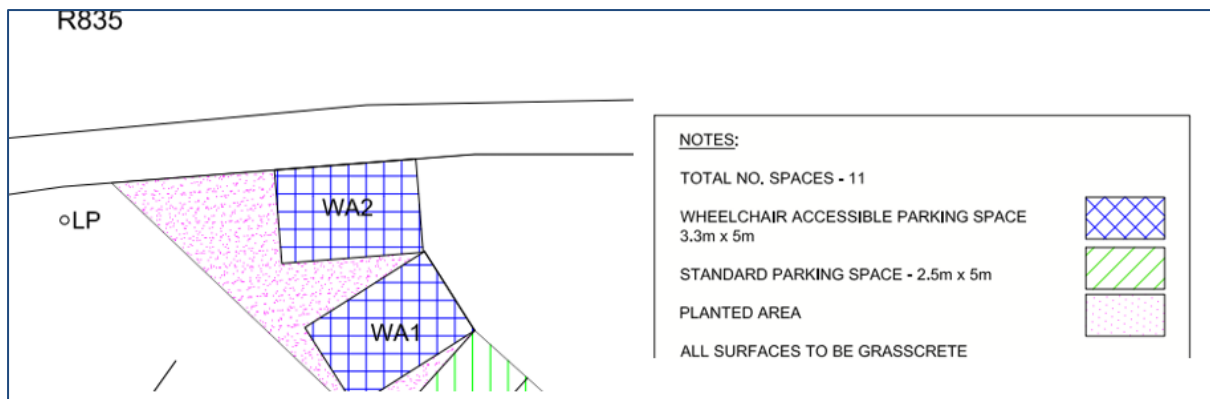 R835
WA2
LP
WA1
NOTES:
TOTAL NO. SPACES - 11
WHEELCHAIR ACCESSIBLE PARKING SPACE
3.3m x 5m
STANDARD PARKING SPACE - 2.5m x 5m
PLANTED AREA
ALL SURFACES TO BE GRASSCRETE